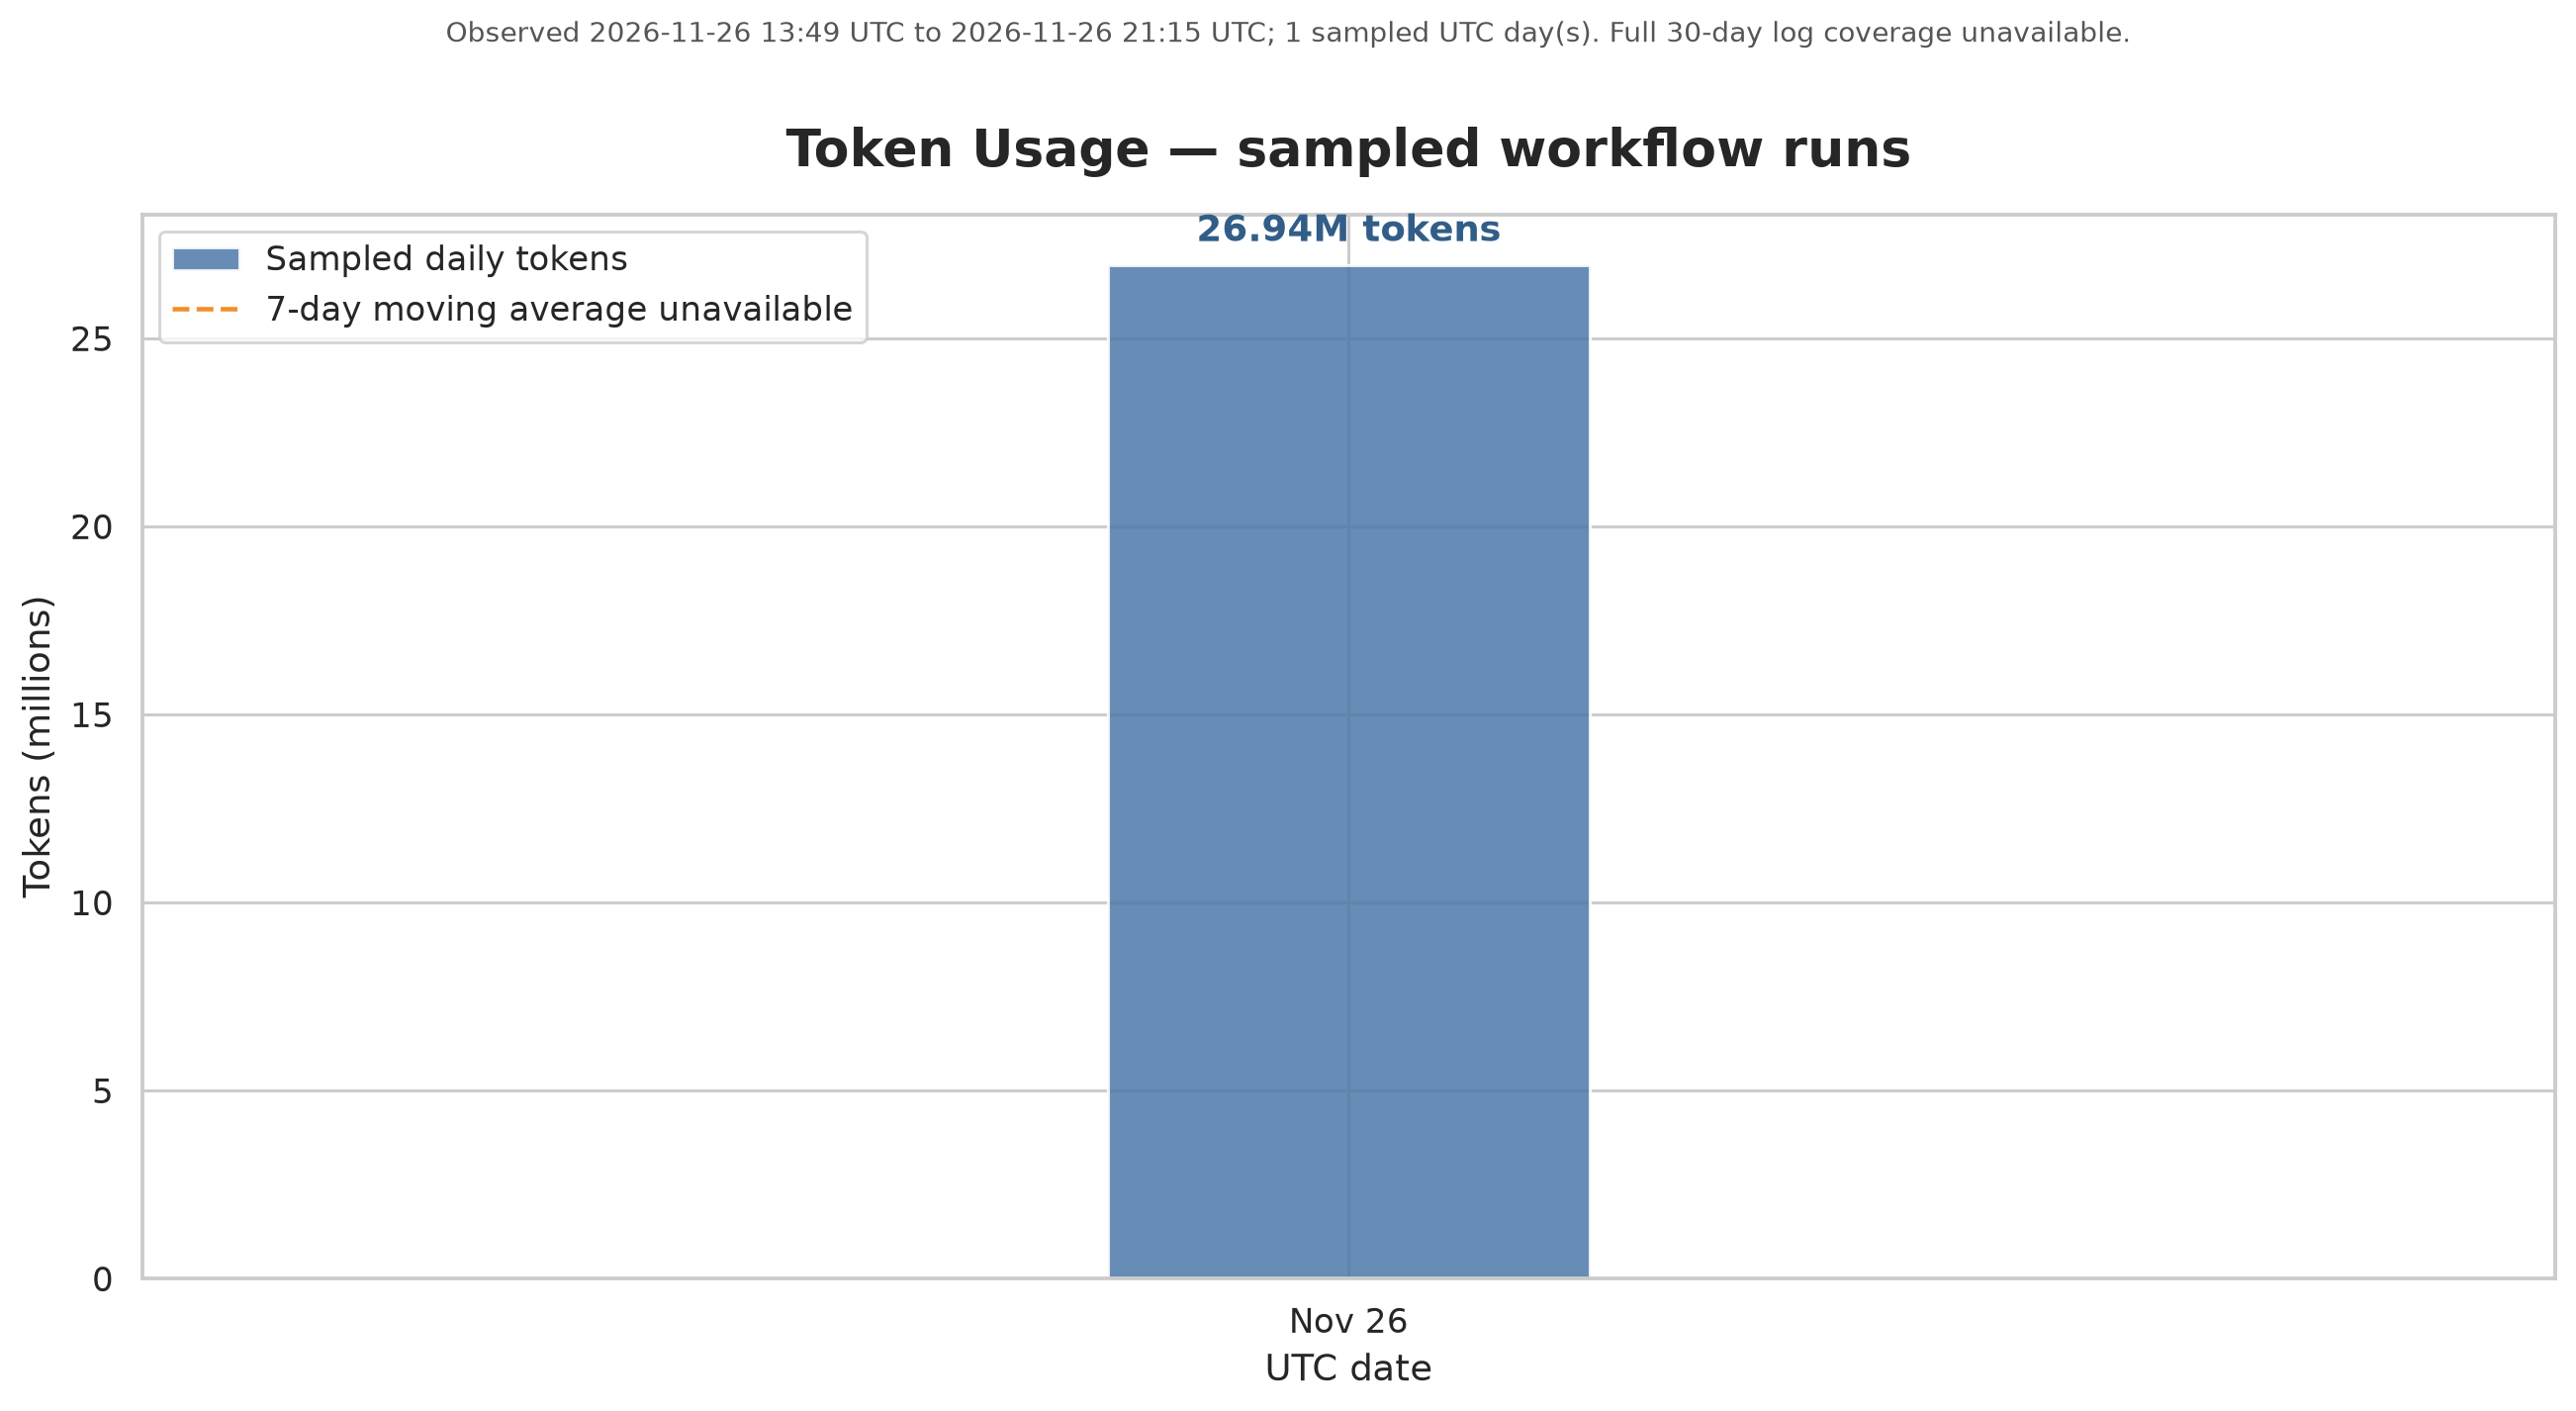 Observed 2026-11-26 13:49 UTC to 2026-11-26 21:15 UTC; 1 sampled UTC day(s). Full 30-day log coverage unavailable.
Token Usage — sampled workflow runs
26.94M tokens
Sampled daily tokens
7-day moving average unavailable
25
20
15
10
5
0
Tokens (millions)
Nov 26
UTC date